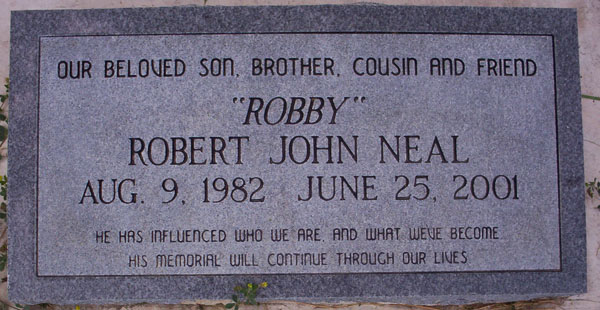 OUR BELOVED SON, BROTHER, COUSIN AND FRIEND
"ROBBY"
ROBERT JOHN NEAL
AUG. 9, 1982 JUNE 25, 2001
HE HAS INFLUENCED WHO WE ARE, AND WHAT WE'VE BECOME.
HIS MEMORIAL WILL CONTINUE THROUGH OUR LIVES